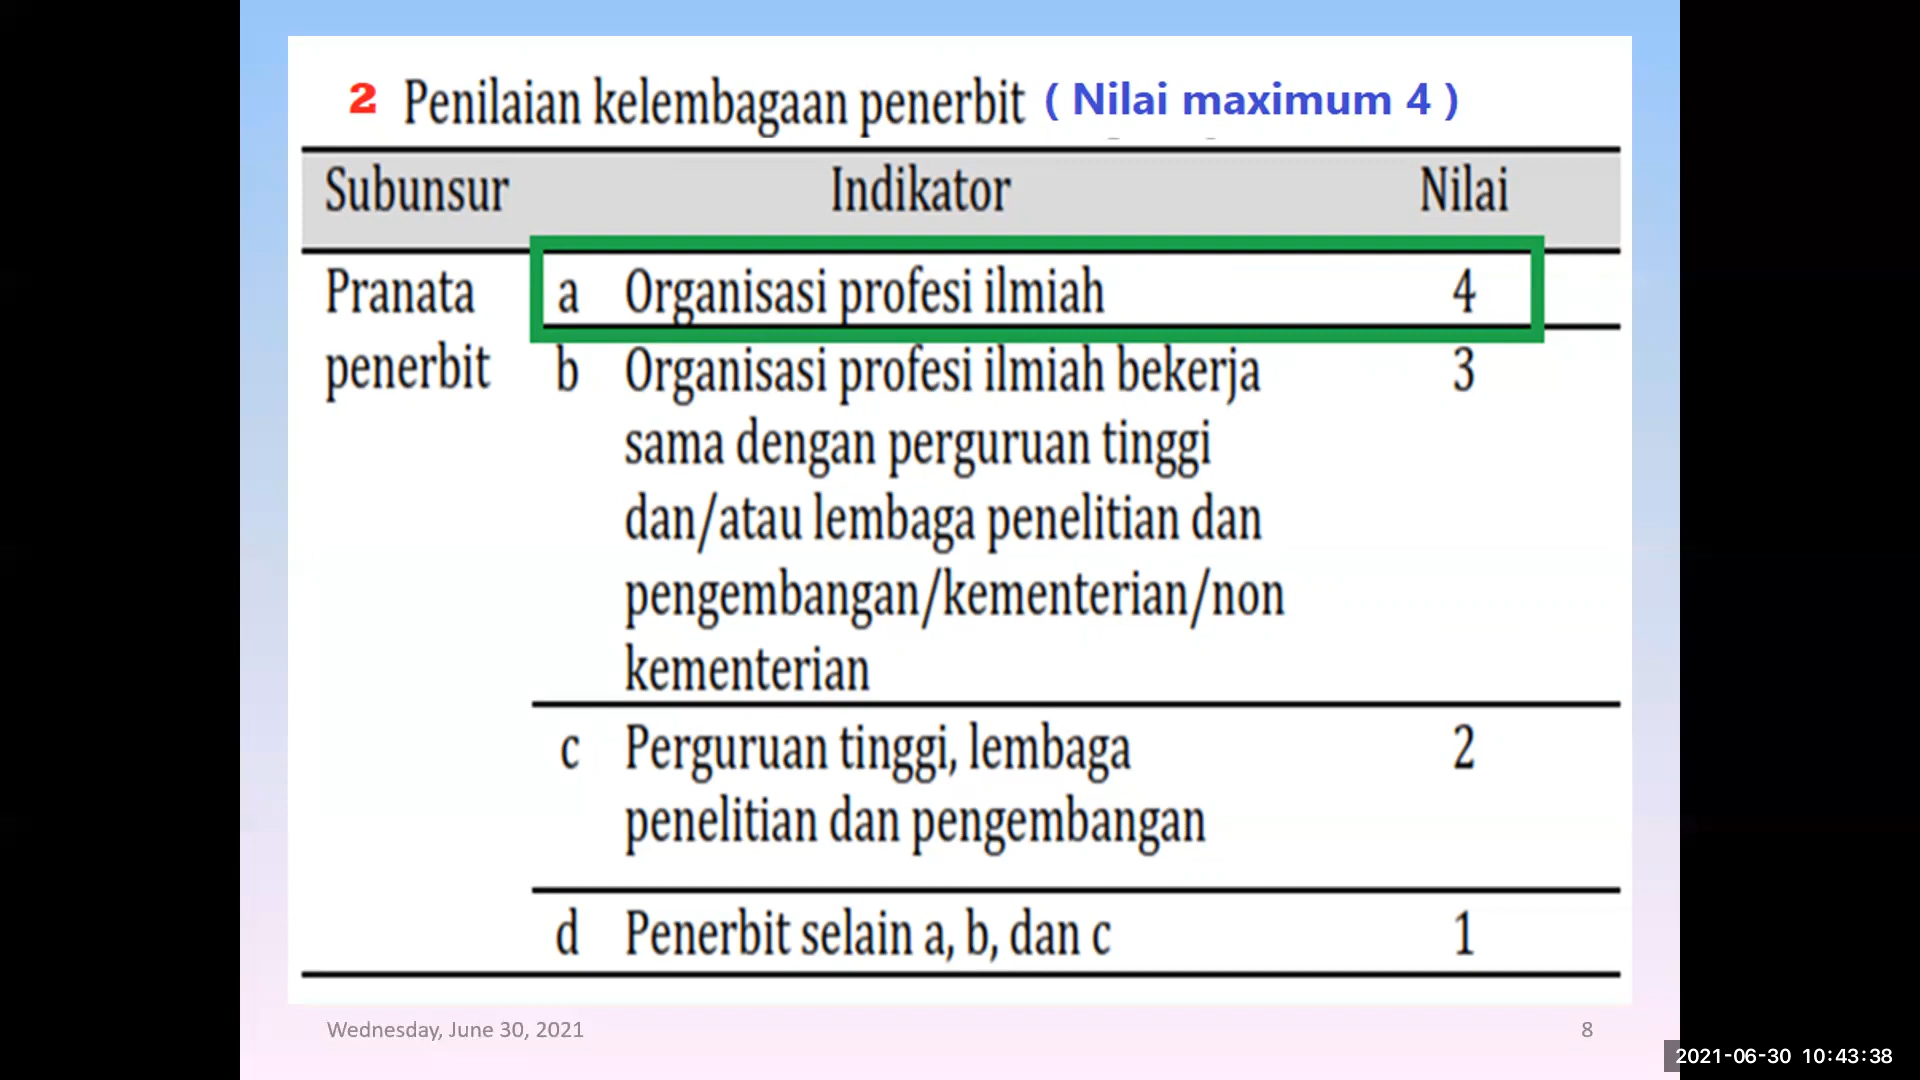 2 Penilaian kelembagaan penerbit ( Nilai maximum 4 )
Subunsur Indikator Nilai
Pranata a Organisasi profesi ilmiah 4
penerbit b Organisasi profesi ilmiah bekerja 3
sama dengan perguruan tinggi
dan/atau lembaga penelitian dan
pengembangan/kementerian/non
kementerian
c Perguruan tinggi, lembaga 2
penelitian dan pengembangan
d Penerbit selain a, b, dan c 1
Wednesday, June 30, 2021 8
2021-06-30 10:43:38